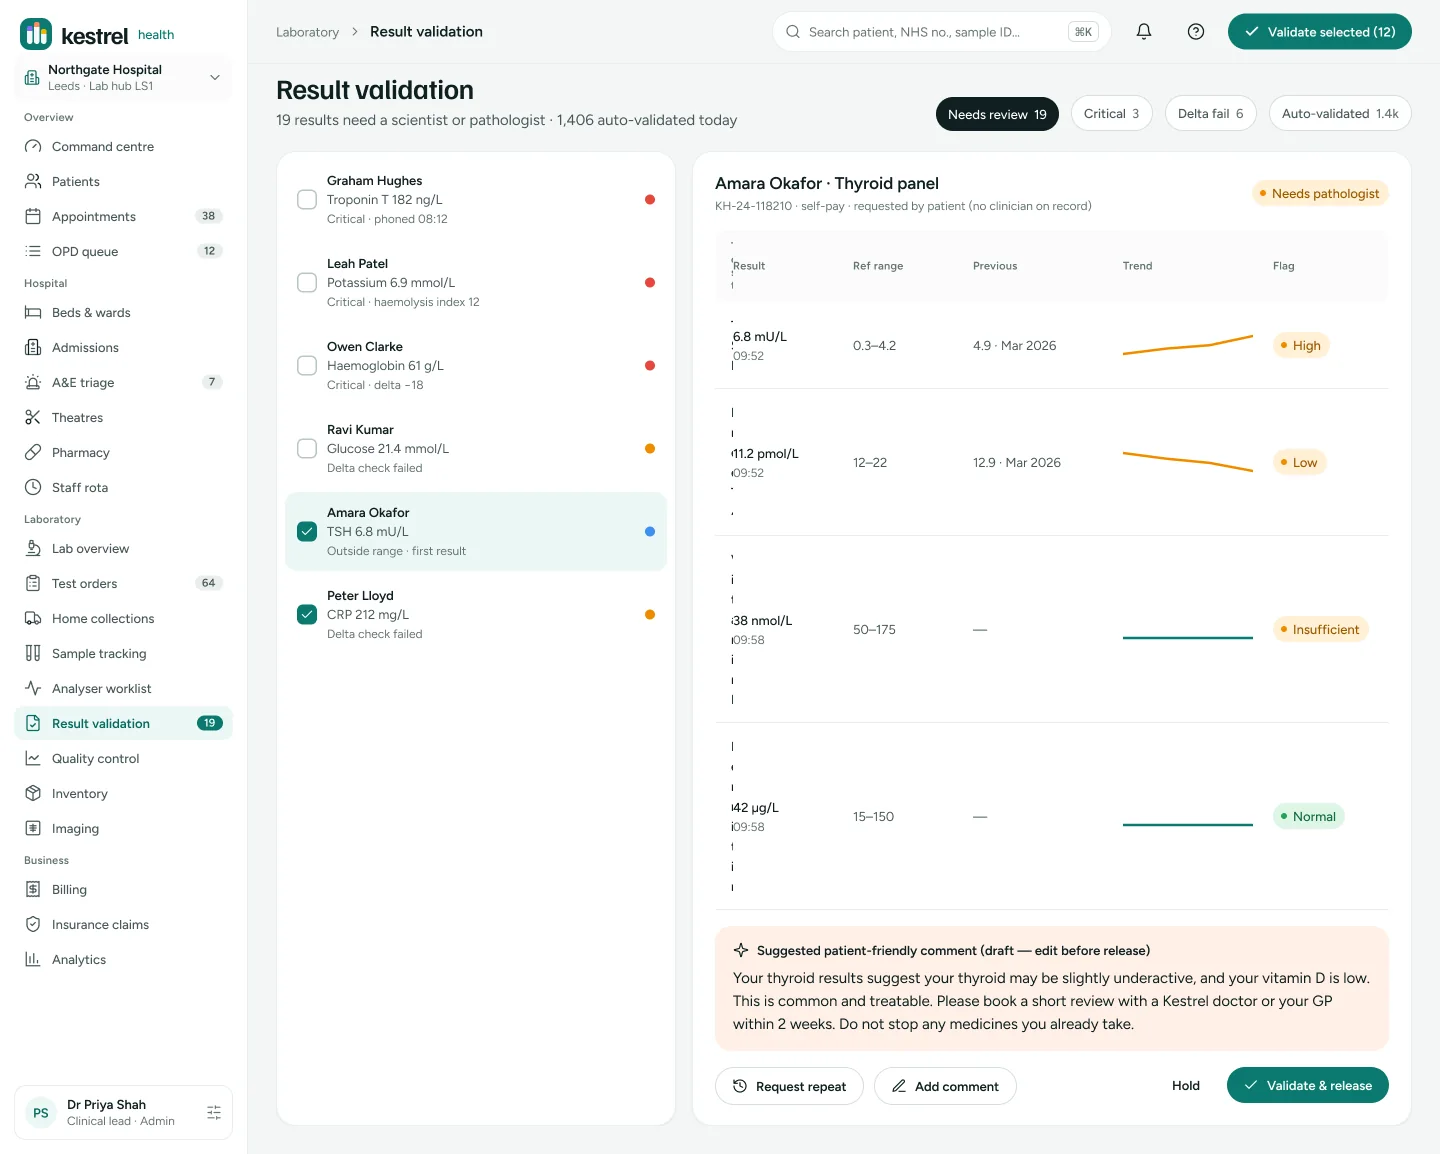 kestrel health
Northgate Hospital
Leeds · Lab hub LS1
Overview
Command centre
Patients
Appointments 38
OPD queue 12
Hospital
Beds & wards
Admissions
A&E triage 7
Theatres
Pharmacy
Staff rota
Laboratory
Lab overview
Test orders 64
Home collections
Sample tracking
Analyser worklist
Result validation 19
Quality control
Inventory
Imaging
Business
Billing
Insurance claims
Analytics
PS
Dr Priya Shah
Clinical lead · Admin
Laboratory > Result validation
Search patient, NHS no., sample ID... ⌘K
Validate selected (12)
Result validation
19 results need a scientist or pathologist · 1,406 auto-validated today
Needs review 19
Critical 3
Delta fail 6
Auto-validated 1.4k
Graham Hughes
Troponin T 182 ng/L
Critical · phoned 08:12
Leah Patel
Potassium 6.9 mmol/L
Critical · haemolysis index 12
Owen Clarke
Haemoglobin 61 g/L
Critical · delta −18
Ravi Kumar
Glucose 21.4 mmol/L
Delta check failed
Amara Okafor
TSH 6.8 mU/L
Outside range · first result
Peter Lloyd
CRP 212 mg/L
Delta check failed
Amara Okafor · Thyroid panel
KH-24-118210 · self-pay · requested by patient (no clinician on record)
Needs pathologist
Result Ref range Previous Trend Flag
6.8 mU/L
09:52
0.3–4.2
4.9 · Mar 2026
High
11.2 pmol/L
09:52
12–22
12.9 · Mar 2026
Low
38 nmol/L
09:58
50–175
—
Insufficient
42 µg/L
09:58
15–150
—
Normal
Suggested patient-friendly comment (draft — edit before release)
Your thyroid results suggest your thyroid may be slightly underactive, and your vitamin D is low.
This is common and treatable. Please book a short review with a Kestrel doctor or your GP
within 2 weeks. Do not stop any medicines you already take.
Request repeat
Add comment
Hold
Validate & release